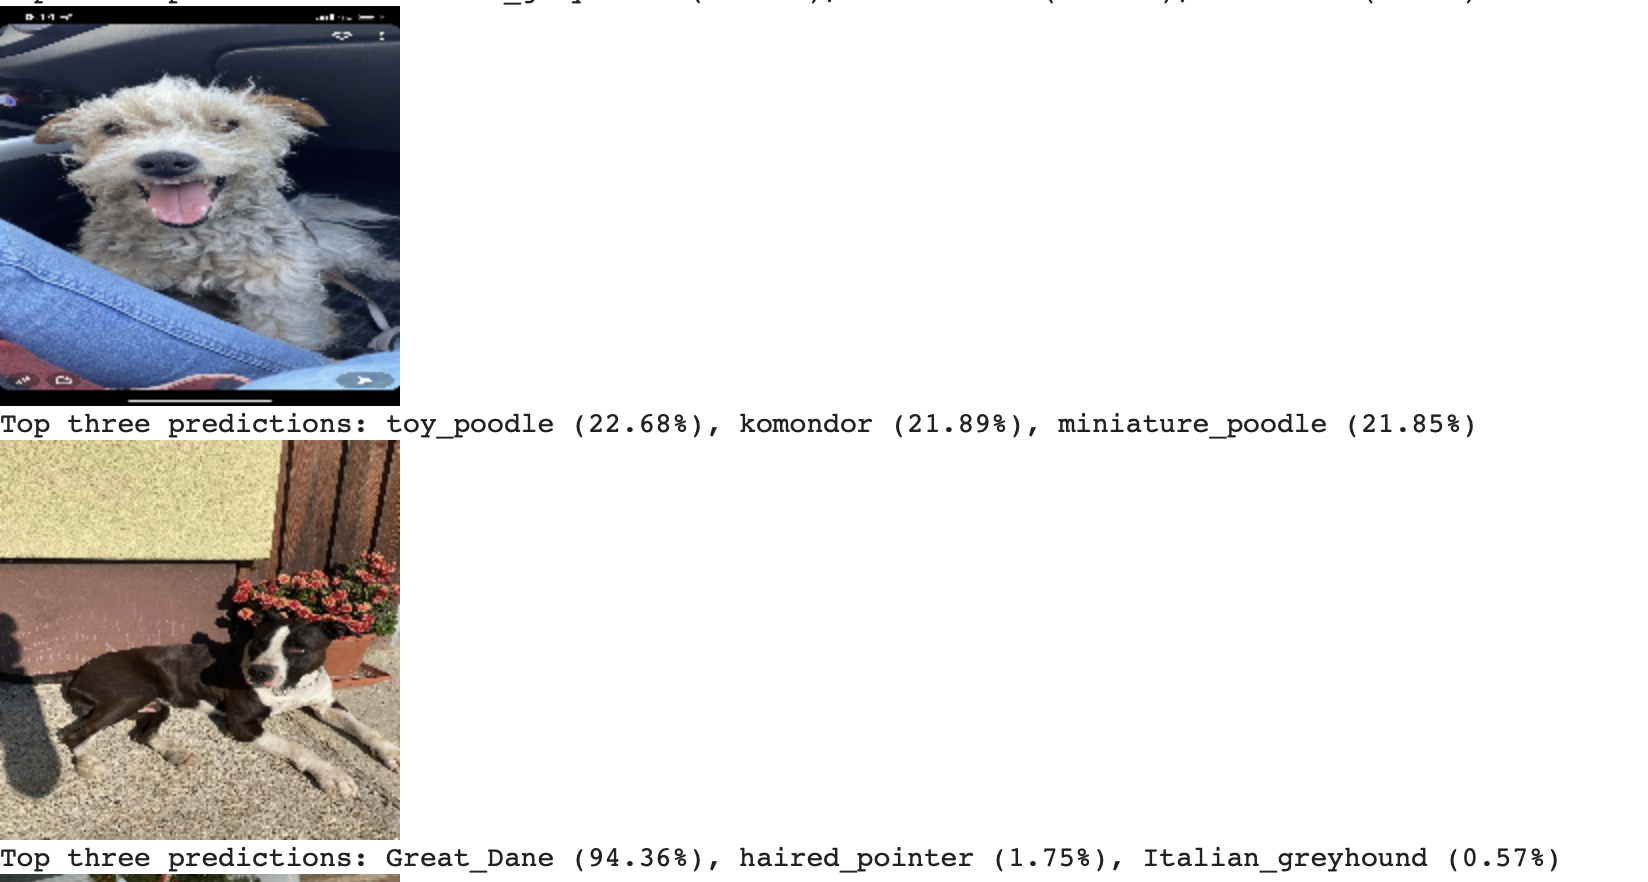 Top three predictions: toy_poodle (22.68%), komondor (21.89%), miniature_poodle (21.85%)
Top three predictions: Great_Dane (94.36%), haired_pointer (1.75%), Italian_greyhound (0.57%)